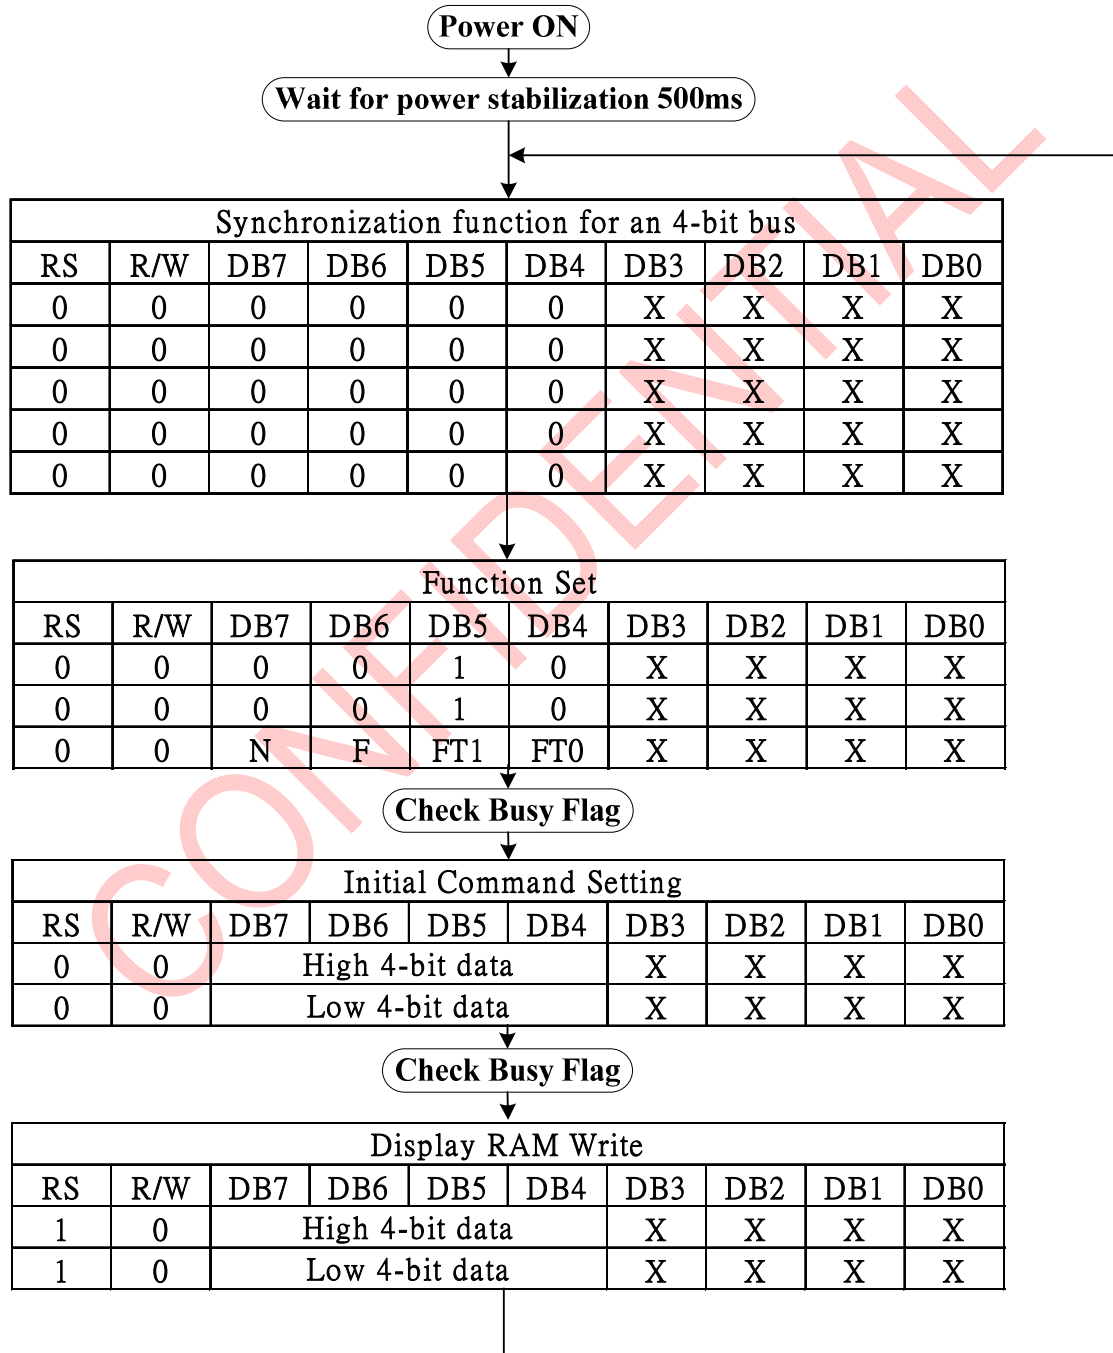 Power ON
Wait for power stabilization 500ms
Synchronization function for an 4-bit bus
RS R/W DB7 DB6 DB5 DB4 DB3 DB2 DB1 DB0
0 0 0 0 0 0 X X X X
0 0 0 0 0 0 X X X X
0 0 0 0 0 0 X X X X
0 0 0 0 0 0 X X X X
0 0 0 0 0 0 X X X X
Function Set
RS R/W DB7 DB6 DB5 DB4 DB3 DB2 DB1 DB0
0 0 0 0 1 0 X X X X
0 0 0 0 1 0 X X X X
0 0 N F FT1 FT0 X X X X
Check Busy Flag
Initial Command Setting
RS R/W DB7 DB6 DB5 DB4 DB3 DB2 DB1 DB0
0 0 High 4-bit data X X X X
0 0 Low 4-bit data X X X X
Check Busy Flag
Display RAM Write
RS R/W DB7 DB6 DB5 DB4 DB3 DB2 DB1 DB0
1 0 High 4-bit data X X X X
1 0 Low 4-bit data X X X X
CONFIDENTIAL